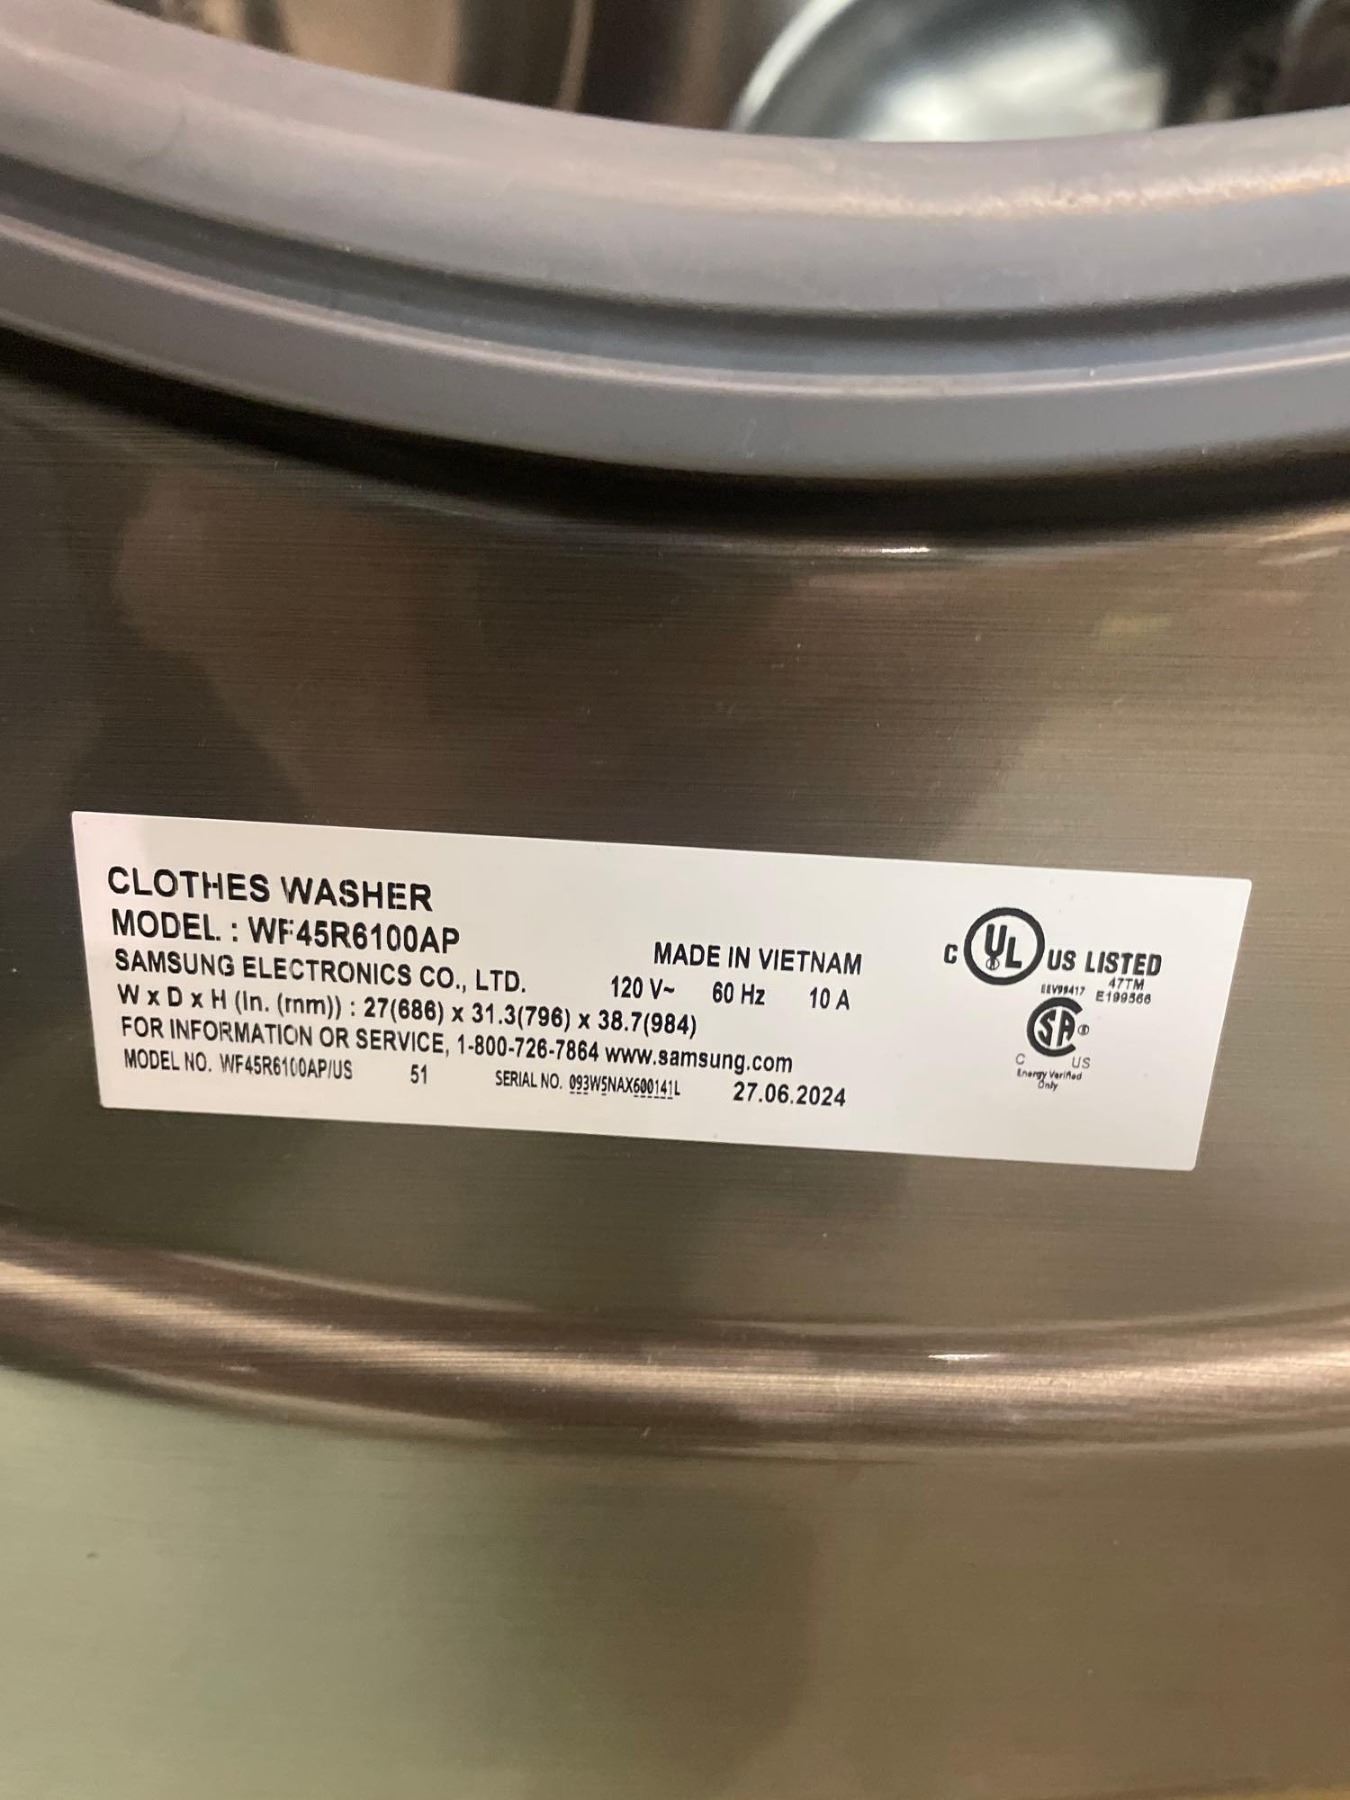 CLOTHES WASHER
MODEL : WF45R6100AP
SAMSUNG ELECTRONICS CO., LTD.
MADE IN VIETNAM
120 V~ 60 Hz 10 A
W x D x H (In. (mm)) : 27(686) x 31.3(796) x 38.7(984)
FOR INFORMATION OR SERVICE, 1-800-726-7864 www.samsung.com
MODEL NO. WF45R6100AP/US 51 SERIAL NO. 093W5NAX600141L 27.06.2024
C UL US LISTED
47TM
E199566
SA
C US
Energy Verified
Only